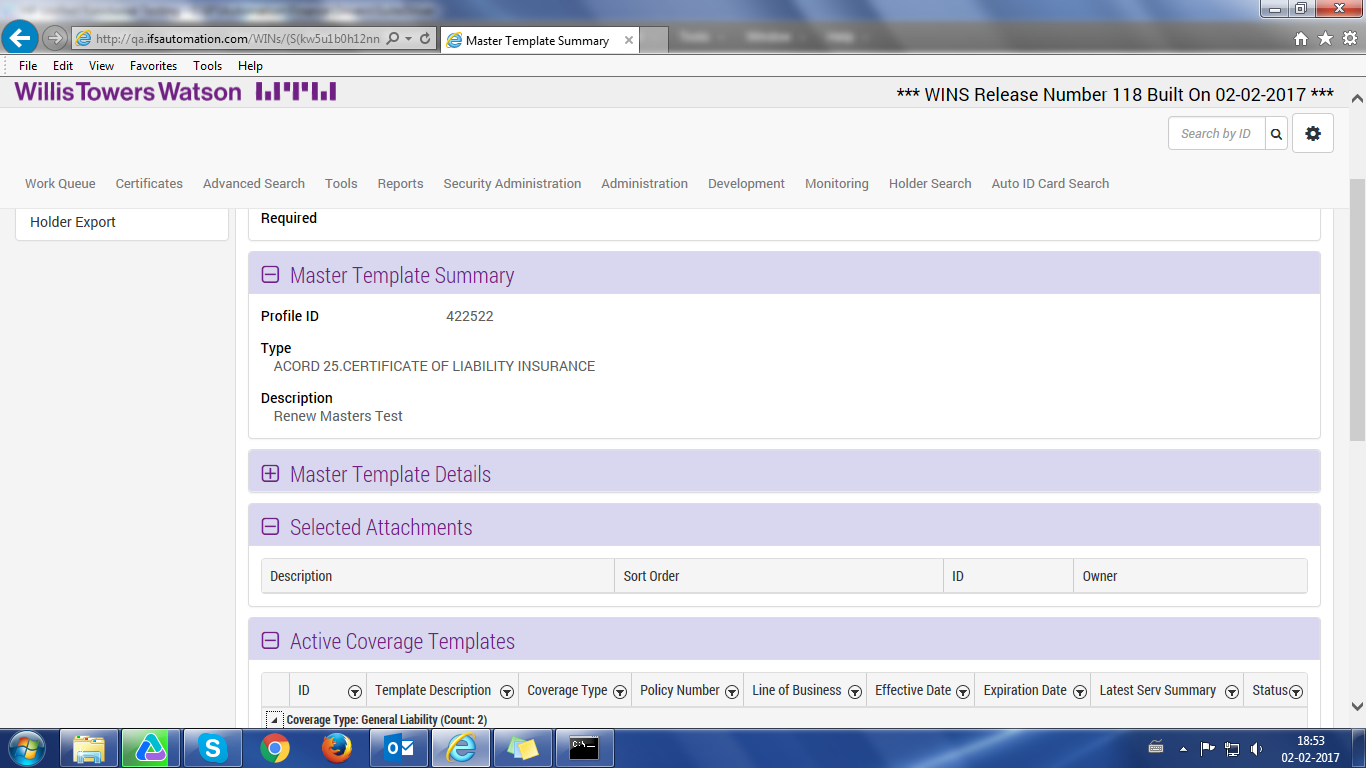 http://qa.ifsautomation.com/WINs/(S(kw5u1b0h12nn
Master Template Summary
File Edit View Favorites Tools Help
Willis Towers Watson
*** WINS Release Number 118 Built On 02-02-2017 ***
Search by ID
Work Queue Certificates Advanced Search Tools Reports Security Administration Administration Development Monitoring Holder Search Auto ID Card Search
Holder Export
Required
Master Template Summary
Profile ID 422522
Type
ACORD 25.CERTIFICATE OF LIABILITY INSURANCE
Description
Renew Masters Test
Master Template Details
Selected Attachments
Description Sort Order ID Owner
Active Coverage Templates
ID Template Description Coverage Type Policy Number Line of Business Effective Date Expiration Date Latest Serv Summary Status
Coverage Type: General Liability (Count: 2)
18:53
02-02-2017